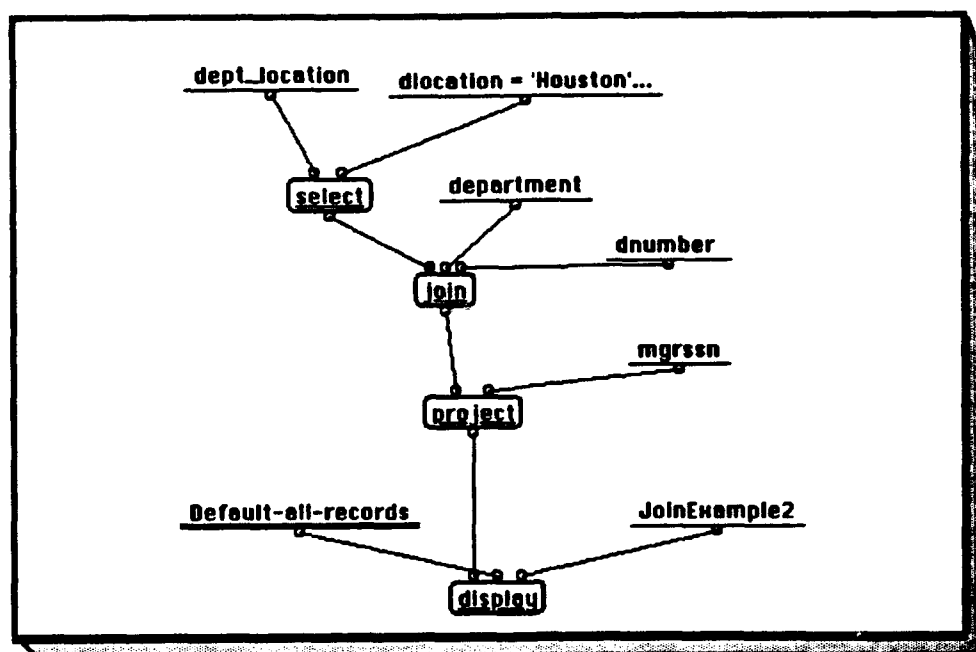 dept_location
dlocation = 'Houston'...
select
department
dnumber
join
mgrssn
project
Default-all-records
JoinExample2
display